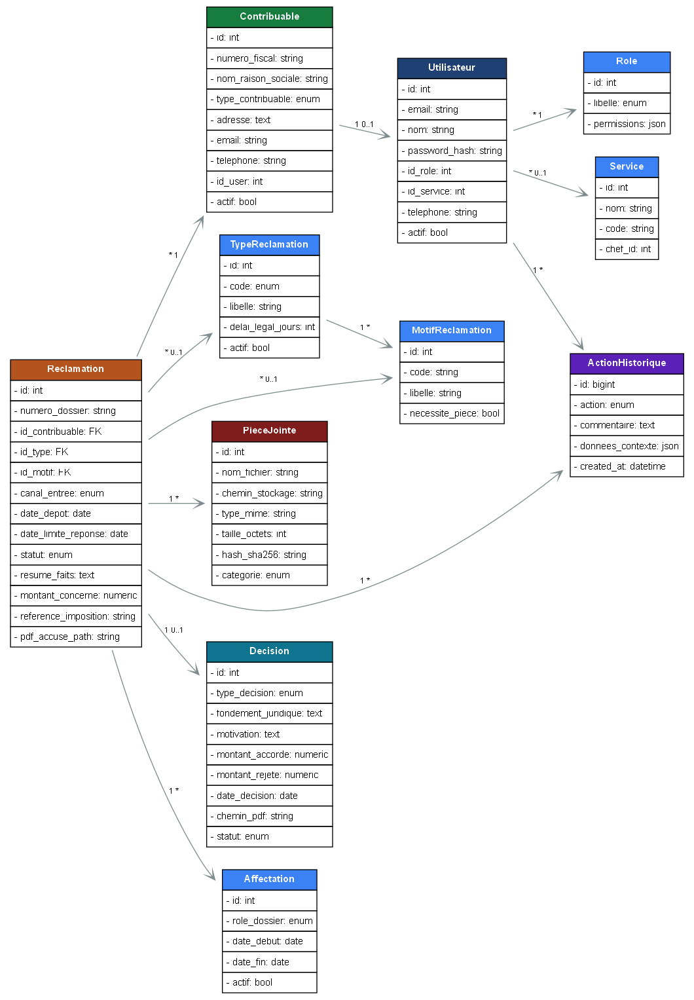 Contribuable
- id: int
- numero_fiscal: string
- nom_raison_sociale: string
- type_contribuable: enum
- adresse: text
- email: string
- telephone: string
- id_user: int
- actif: bool
1 0..1
Utilisateur
- id: int
- email: string
- nom: string
- password_hash: string
- id_role: int
- id_service: int
- telephone: string
- actif: bool
* 1
Role
- id: int
- libelle: enum
- permissions: json
* 0..1
Service
- id: int
- nom: string
- code: string
- chef_id: int
* 1
TypeReclamation
- id: int
- code: enum
- libelle: string
- delai_legal_jours: int
- actif: bool
1 *
1 *
MotifReclamation
- id: int
- code: string
- libelle: string
- necessite_piece: bool
ActionHistorique
- id: bigint
- action: enum
- commentaire: text
- donnees_contexte: json
- created_at: datetime
* 0..1
* 0..1
Reclamation
- id: int
- numero_dossier: string
- id_contribuable: FK
- id_type: FK
- id_motif: FK
- canal_entree: enum
- date_depot: date
- date_limite_reponse: date
- statut: enum
- resume_faits: text
- montant_concerne: numeric
- reference_imposition: string
- pdf_accuse_path: string
1 *
PieceJointe
- id: int
- nom_fichier: string
- chemin_stockage: string
- type_mime: string
- taille_octets: int
- hash_sha256: string
- categorie: enum
1 *
1 0..1
Decision
- id: int
- type_decision: enum
- fondement_juridique: text
- motivation: text
- montant_accorde: numeric
- montant_rejete: numeric
- date_decision: date
- chemin_pdf: string
- statut: enum
1 *
Affectation
- id: int
- role_dossier: enum
- date_debut: date
- date_fin: date
- actif: bool